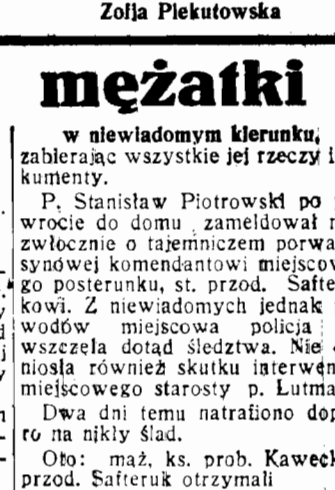 Zofja Piekutowska
mężatki
w niewiadomym kierunku,
zabierając wszystkie jej rzeczy i
kumenty.
P. Stanisław Piotrowski po
wrocie do domu zameldował n
zwłocznie o tajemniczem porwa
synowej komendantowi miejscow
go posterunku, st. przod. Safte
kowi. Z niewiadomych jednak
wodów miejscowa policja
wszczęła dotąd śledztwa. Nie
niosła również skutku interwen
miejscowego starosty p. Lutma
Dwa dni temu natrafiono dop
ro na nikły ślad.
Oto: mąż, ks. prob. Kaweck
przod. Safteruk otrzymali